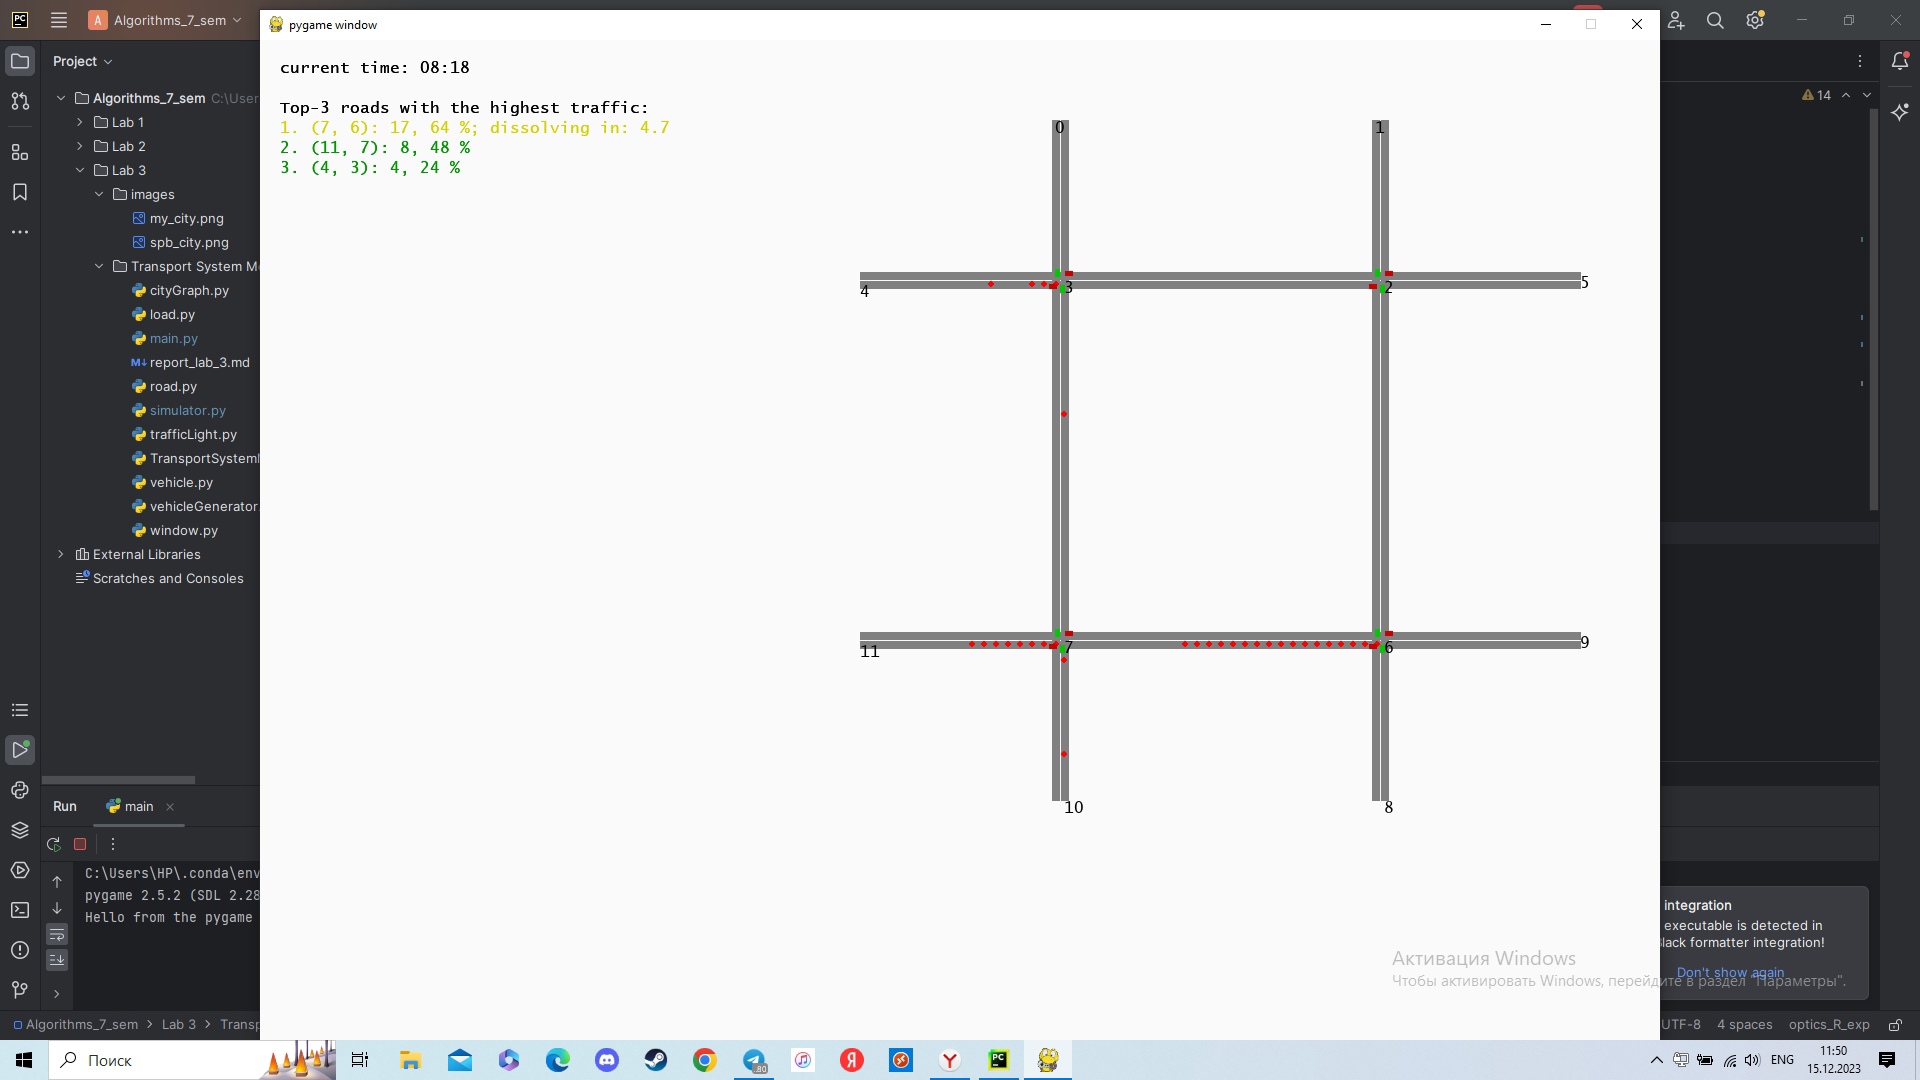 PC
A Algorithms_7_sem
pygame window
Project
Algorithms_7_sem C:\User
Lab 1
Lab 2
Lab 3
images
my_city.png
spb_city.png
Transport System M
cityGraph.py
load.py
main.py
M↓ report_lab_3.md
road.py
simulator.py
trafficLight.py
TransportSystem
vehicle.py
vehicleGenerator.
window.py
External Libraries
Scratches and Consoles
current time: 08:18
Top-3 roads with the highest traffic:
1. (7, 6): 17, 64 %; dissolving in: 4.7
2. (11, 7): 8, 48 %
3. (4, 3): 4, 24 %
0
1
4
3
2
5
11
7
6
9
10
8
14
Run
main
C:\Users\HP\.conda\env
pygame 2.5.2 (SDL 2.28
Hello from the pygame
integration
executable is detected in
lack formatter integration!
Don't show again
Активация Windows
Чтобы активировать Windows, перейдите в раздел "Параметры".
Algorithms_7_sem > Lab 3 > Transp
UTF-8
4 spaces
optics_R_exp
Поиск
80
Я
Y
PC
ENG
11:50
15.12.2023